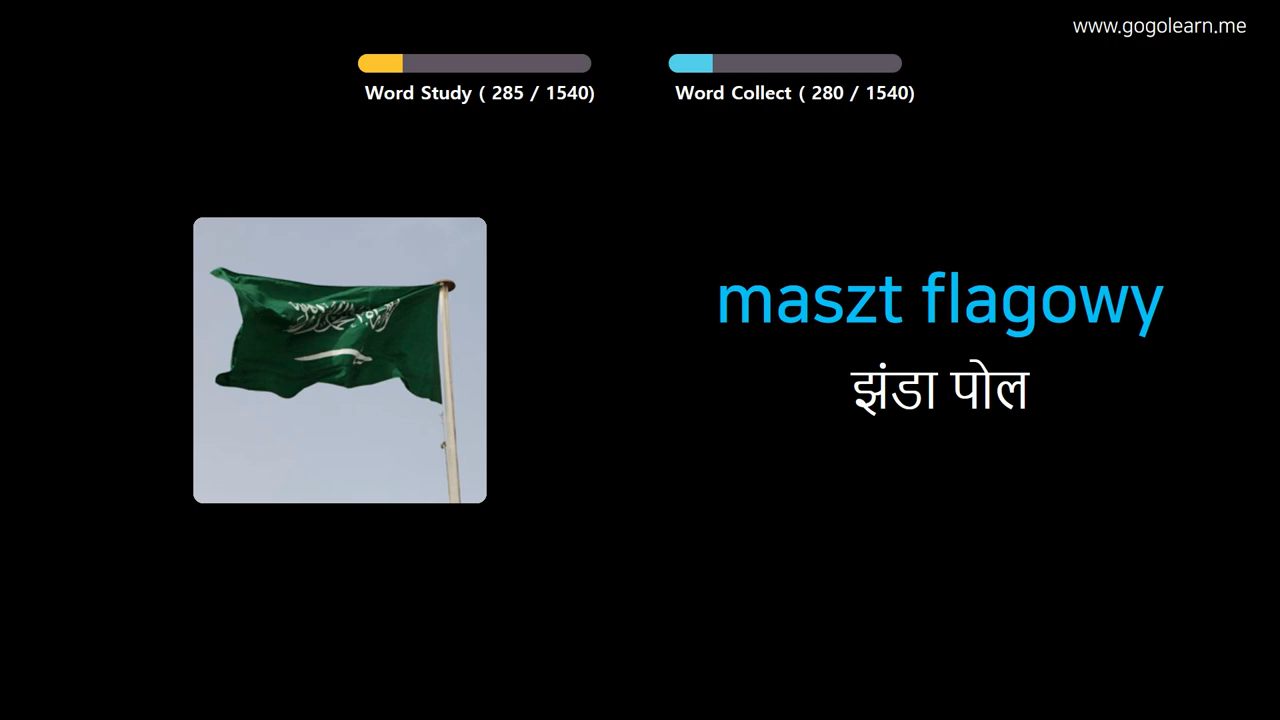 www.gogolearn.me
Word Study ( 285 / 1540)
Word Collect ( 280 / 1540)
maszt flagowy
झंडा पोल